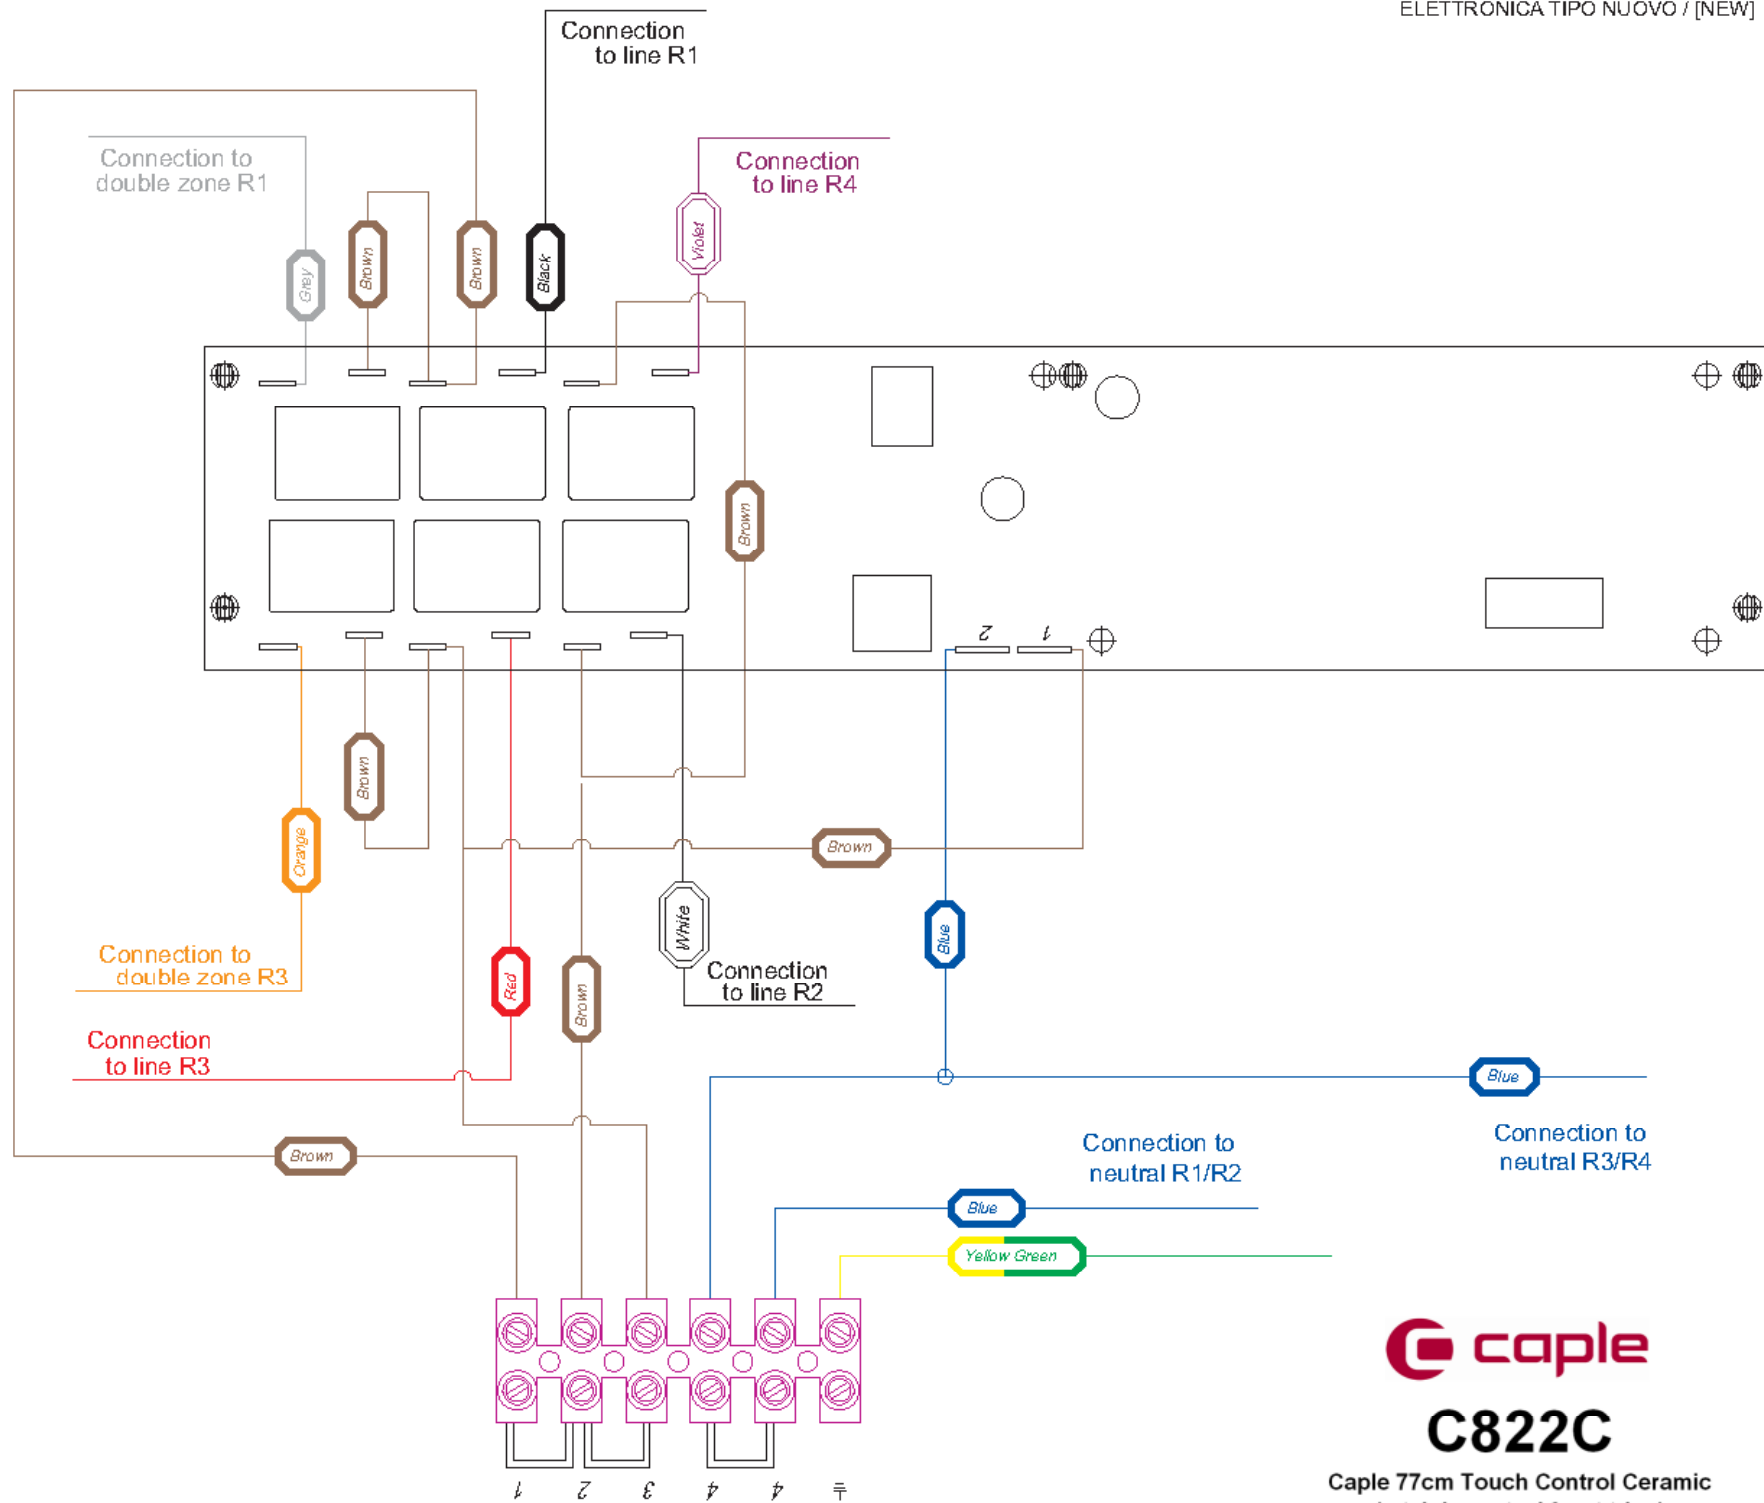 ELETTRONICA TIPO NUOVO / [NEW]
Connection
to line R1
Connection to
double zone R1
Connection
to line R4
Grey
Brown
Brown
Black
Violet
Brown
2
1
Brown
Orange
Brown
White
Blue
Connection to
double zone R3
Red
Brown
Connection
to line R2
Connection
to line R3
Blue
Brown
Connection to
neutral R1/R2
Connection to
neutral R3/R4
Blue
Yellow Green
caple
C822C
Caple 77cm Touch Control Ceramic
1 2 3 4 4